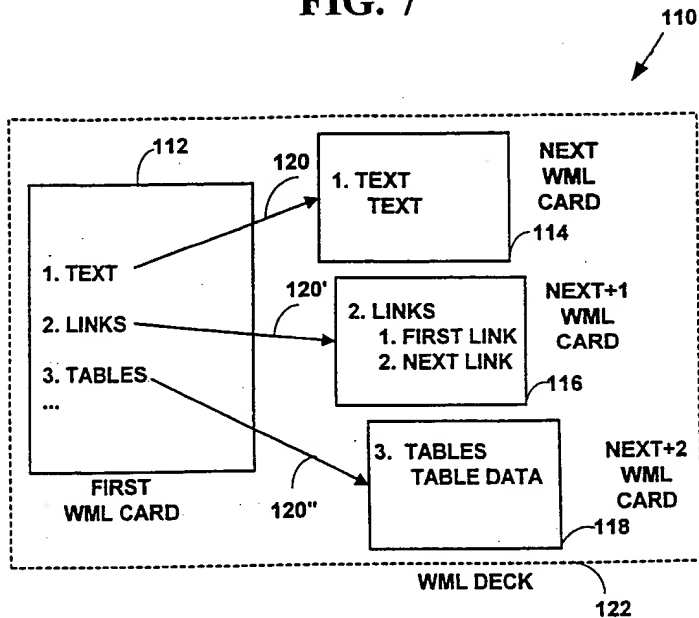 FIG. 7
110
112
120
1. TEXT
TEXT
NEXT
WML
CARD
114
1. TEXT
2. LINKS
3. TABLES
...
FIRST
WML CARD
120'
2. LINKS
1. FIRST LINK
2. NEXT LINK
NEXT+1
WML
CARD
116
120"
3. TABLES
TABLE DATA
NEXT+2
WML
CARD
118
WML DECK
122